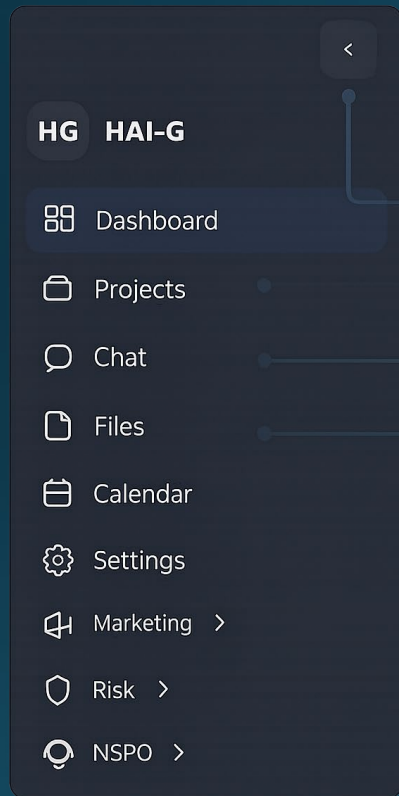 HG HAI-G
Dashboard
Projects
Chat
Files
Calendar
Settings
Marketing
Risk
NSPO